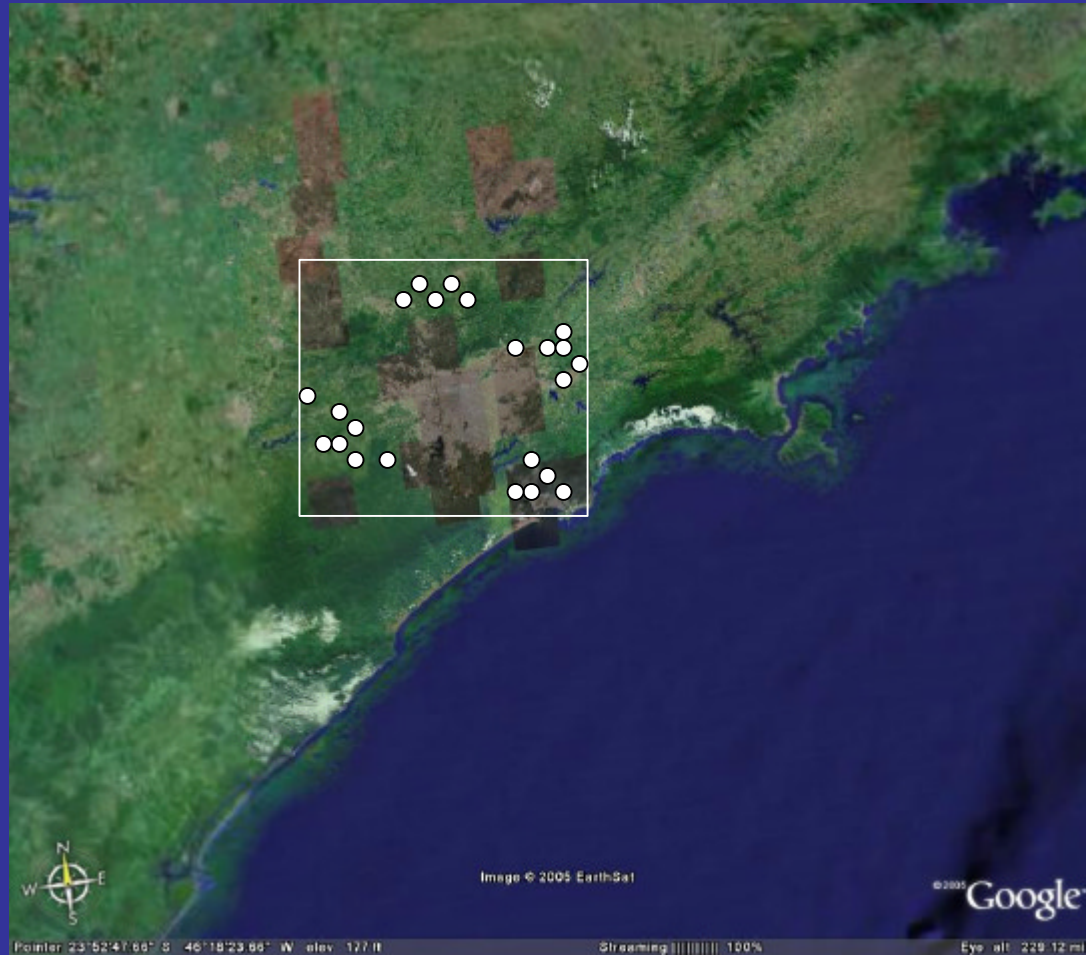 N
W E
S
Image © 2005 EarthSat
© 2005 Google
Pointer 23°52'47.66" S 46°18'23.66" W elev 177 ft Streaming |||||||||| 100% Eye alt 229.12 mi